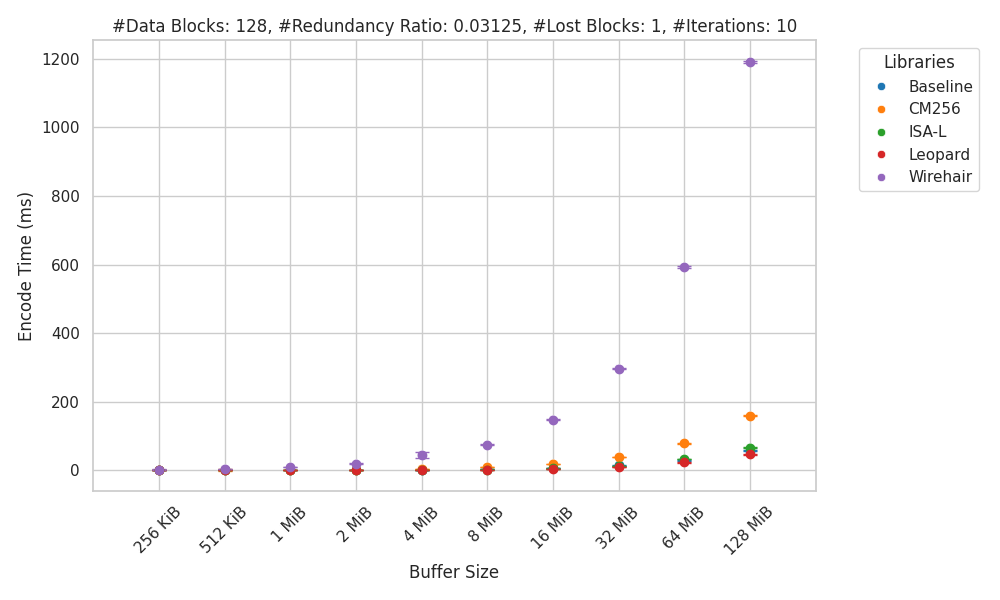 #Data Blocks: 128, #Redundancy Ratio: 0.03125, #Lost Blocks: 1, #Iterations: 10
Libraries
Baseline
CM256
ISA-L
Leopard
Wirehair
Encode Time (ms)
1200
1000
800
600
400
200
0
256 KiB
512 KiB
1 MiB
2 MiB
4 MiB
8 MiB
16 MiB
32 MiB
64 MiB
128 MiB
Buffer Size